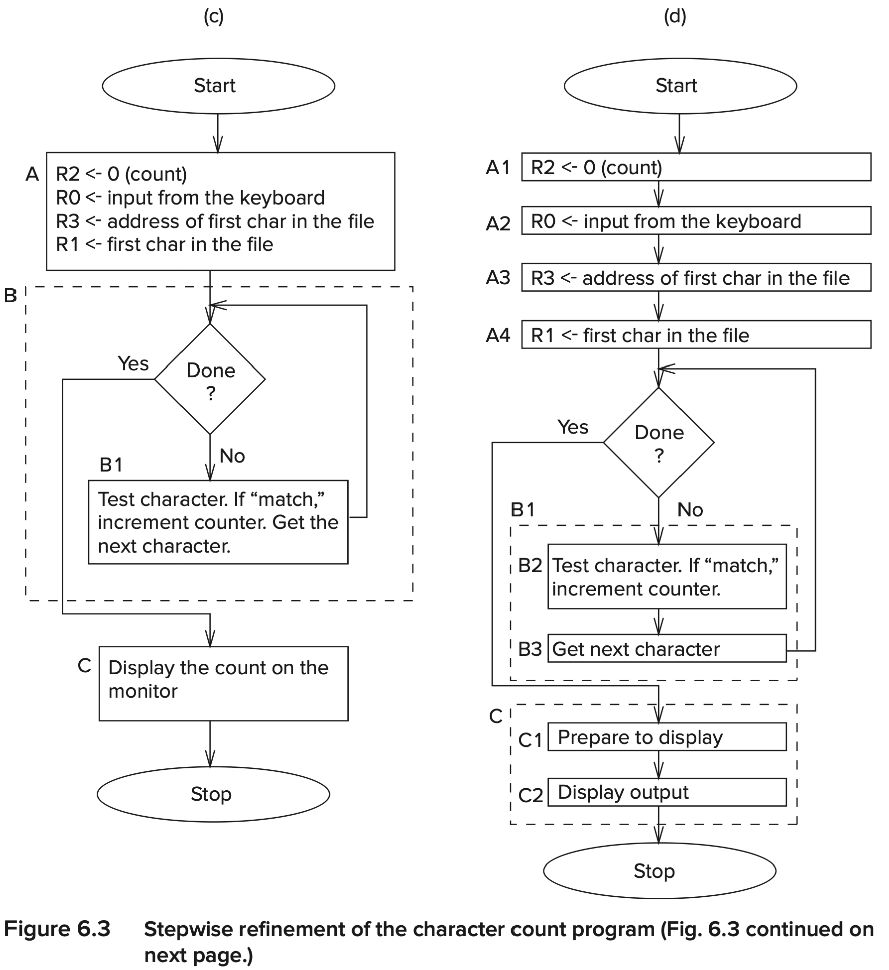 (c)
Start
A
R2 <- 0 (count)
R0 <- input from the keyboard
R3 <- address of first char in the file
R1 <- first char in the file
B
Yes
Done
?
No
B1
Test character. If “match,”
increment counter. Get the
next character.
C
Display the count on the
monitor
Stop
(d)
Start
A1 R2 <- 0 (count)
A2 R0 <- input from the keyboard
A3 R3 <- address of first char in the file
A4 R1 <- first char in the file
Yes
Done
?
No
B1
B2 Test character. If “match,”
increment counter.
B3 Get next character
C
C1 Prepare to display
C2 Display output
Stop
Figure 6.3 Stepwise refinement of the character count program (Fig. 6.3 continued on
next page.)